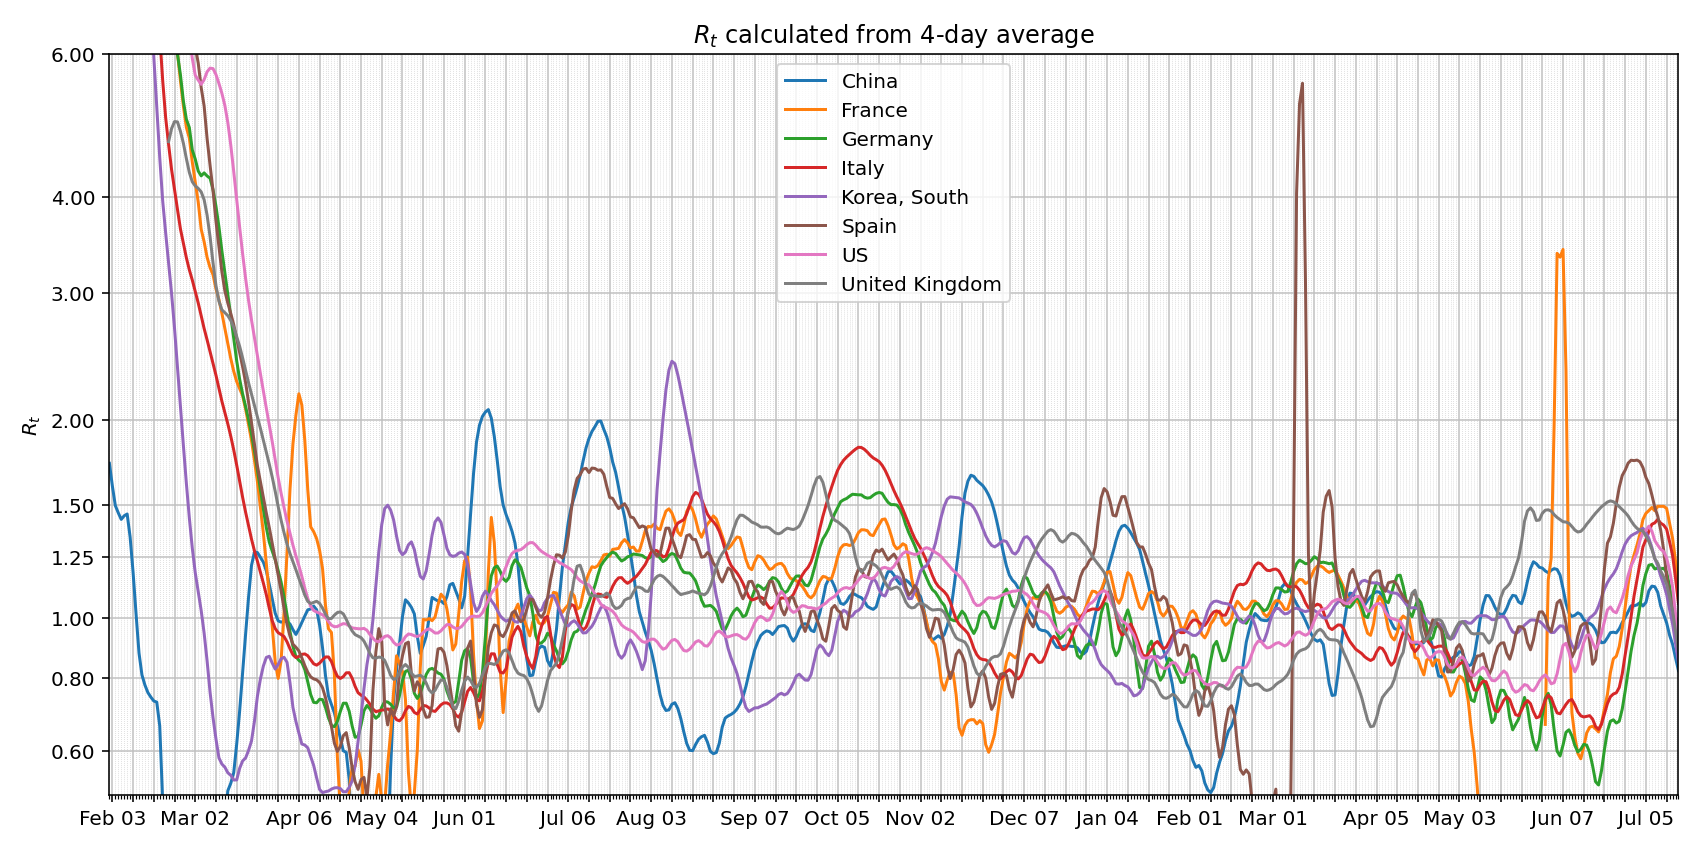 R_t calculated from 4-day average
China
France
Germany
Italy
Korea, South
Spain
US
United Kingdom
R_t
6.00
4.00
3.00
2.00
1.50
1.25
1.00
0.80
0.60
Feb 03 Mar 02 Apr 06 May 04 Jun 01 Jul 06 Aug 03 Sep 07 Oct 05 Nov 02 Dec 07 Jan 04 Feb 01 Mar 01 Apr 05 May 03 Jun 07 Jul 05